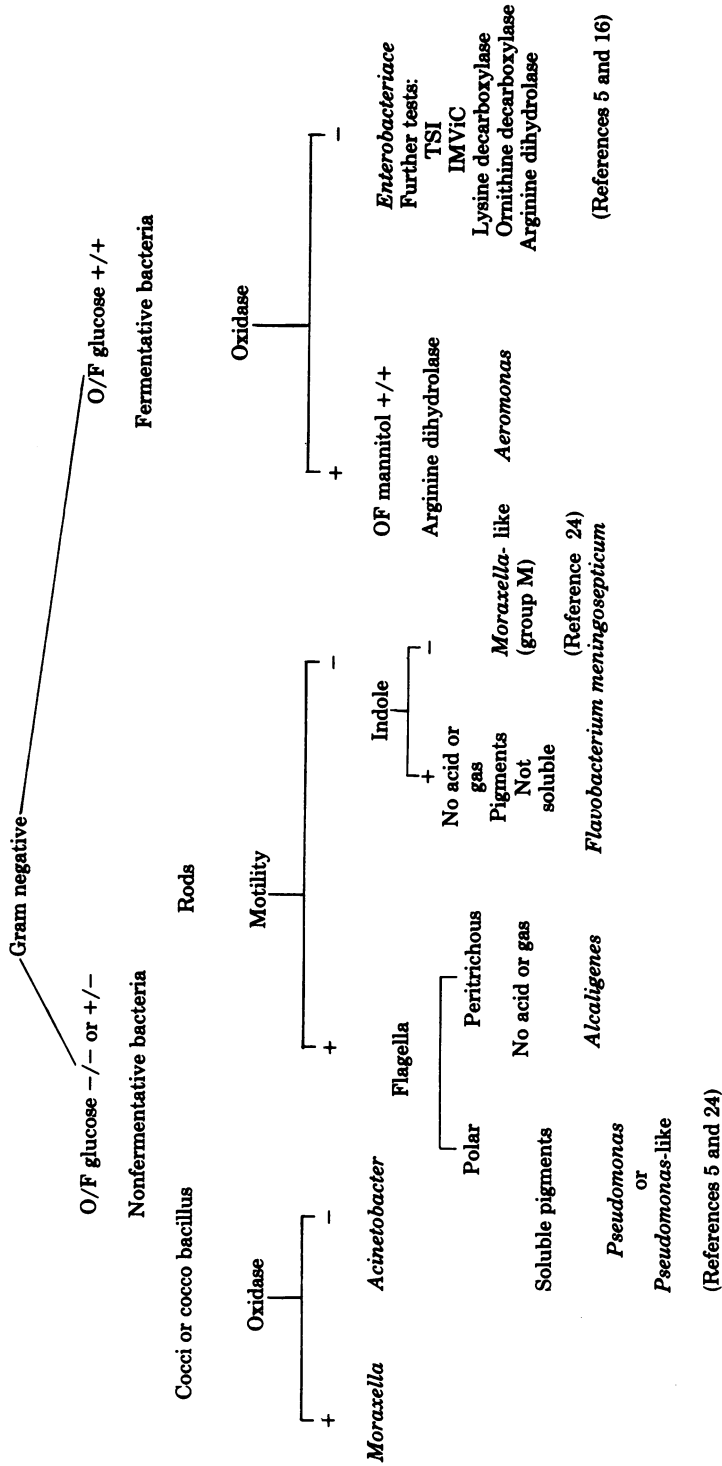 Gram negative
O/F glucose −/− or +/−
O/F glucose +/+
Nonfermentative bacteria
Fermentative bacteria
Cocci or cocco bacillus
Rods
Oxidase
+
−
Moraxella
Acinetobacter
Motility
+
−
Flagella
Polar
Peritrichous
Soluble pigments
No acid or gas
Pseudomonas
or
Pseudomonas-like
(References 5 and 24)
Alcaligenes
Indole
+
−
No acid or
gas
Pigments
Not
soluble
Flavobacterium meningosepticum
Moraxella- like
(group M)
(Reference 24)
Oxidase
+
−
OF mannitol +/+
Arginine dihydrolase
Aeromonas
Enterobacteriace
Further tests:
TSI
IMViC
Lysine decarboxylase
Ornithine decarboxylase
Arginine dihydrolase
(References 5 and 16)